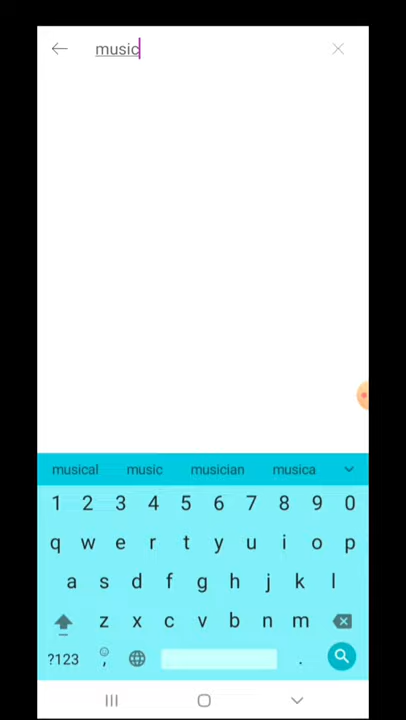 music
musical music musician musica
1 2 3 4 5 6 7 8 9 0
q w e r t y u i o p
a s d f g h j k l
z x c v b n m
?123 , .